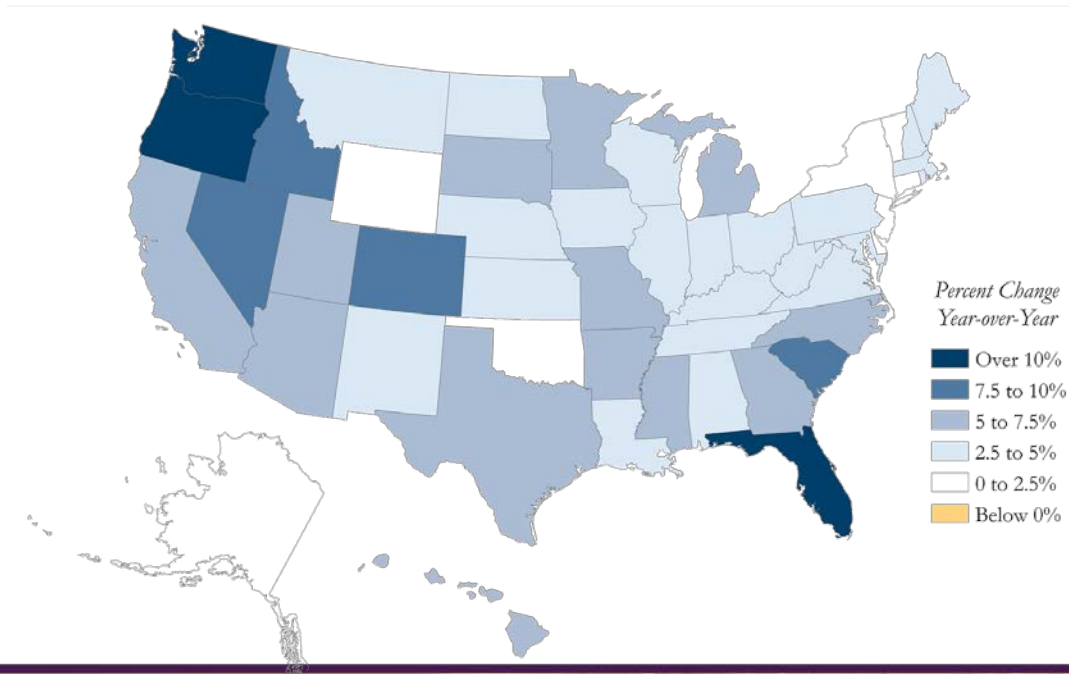 Percent Change
Year-over-Year
Over 10%
7.5 to 10%
5 to 7.5%
2.5 to 5%
0 to 2.5%
Below 0%